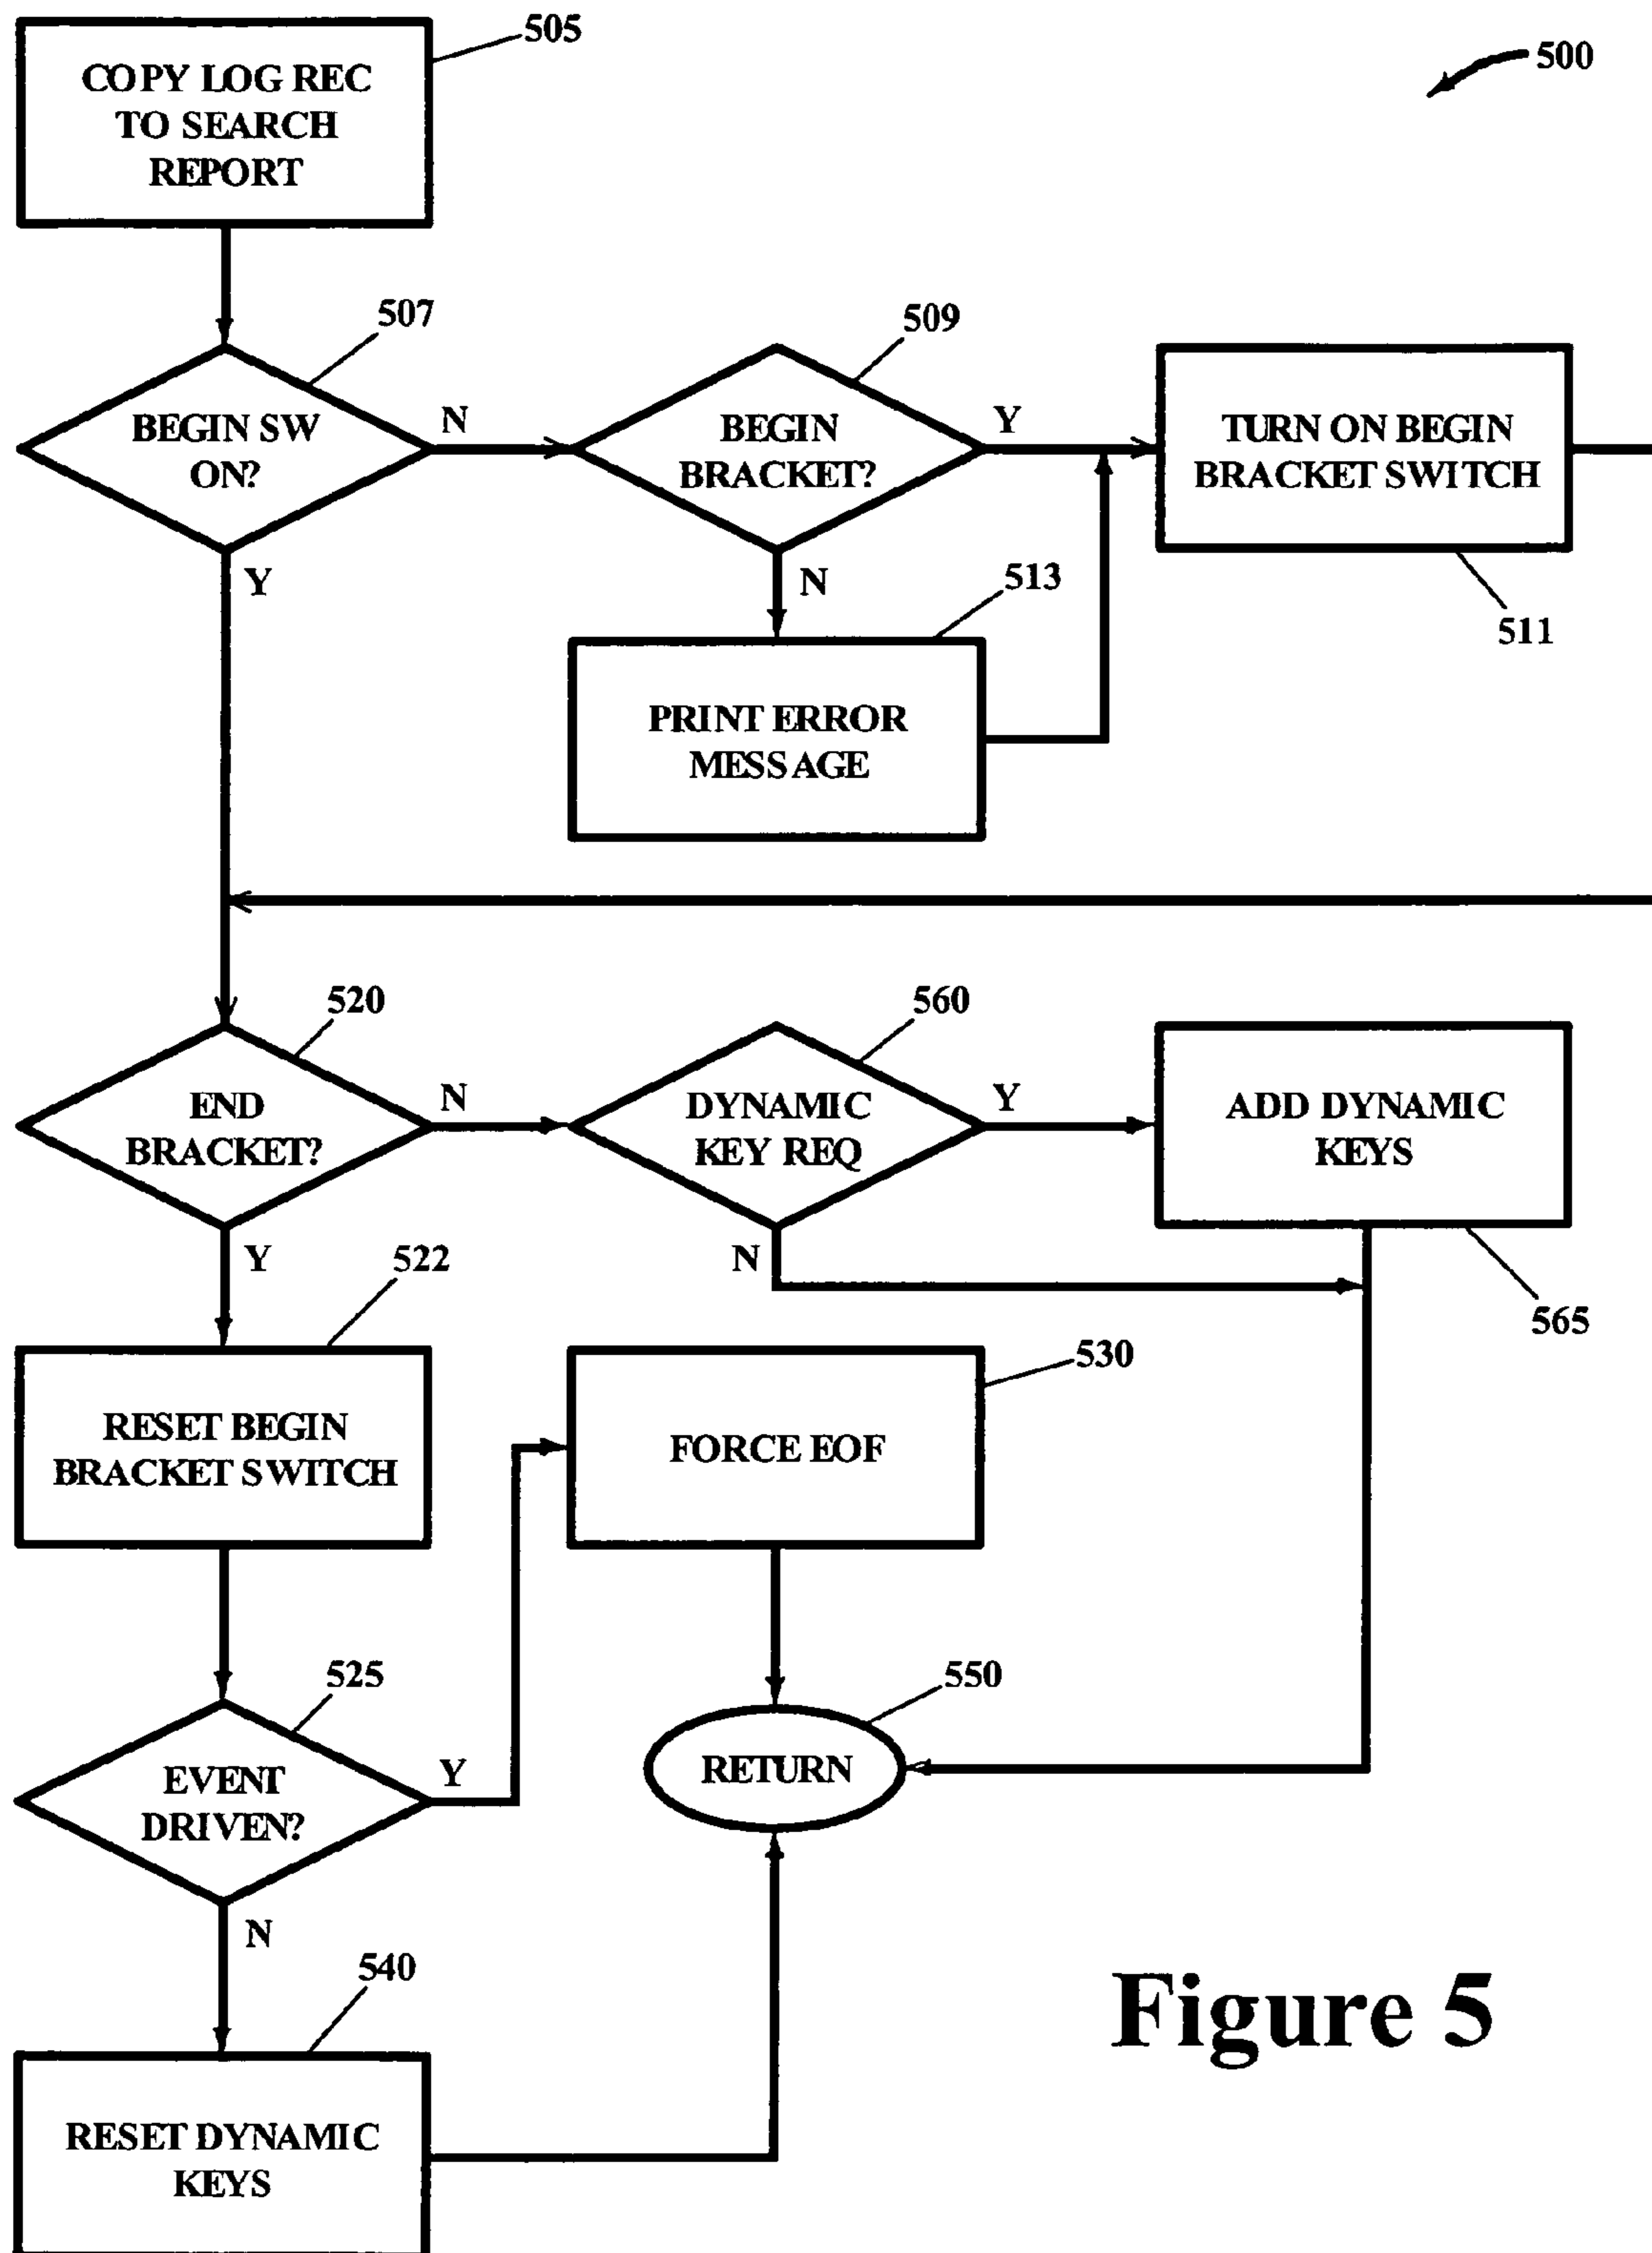 505
COPY LOG REC
TO SEARCH
REPORT
500
507
BEGIN SW
ON?
N
Y
509
BEGIN
BRACKET?
Y
N
TURN ON BEGIN
BRACKET SWITCH
511
513
PRINT ERROR
MESSAGE
520
END
BRACKET?
N
Y
560
DYNAMIC
KEY REQ
Y
N
ADD DYNAMIC
KEYS
565
522
RESET BEGIN
BRACKET SWITCH
530
FORCE EOF
525
EVENT
DRIVEN?
Y
N
550
RETURN
540
RESET DYNAMIC
KEYS
Figure 5